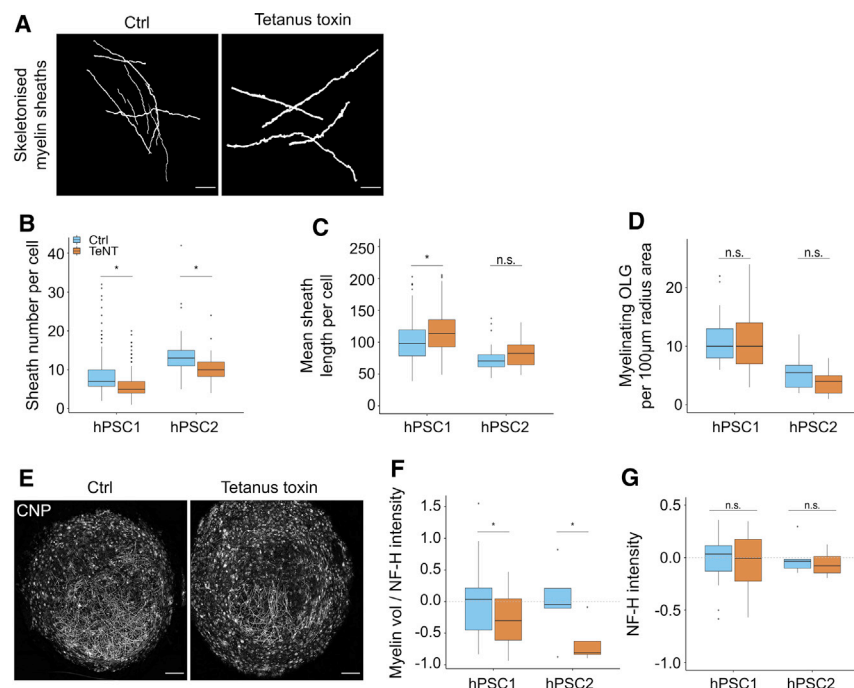 A
Ctrl
Tetanus toxin
Skeletonised
myelin sheaths
B
Ctrl
TeNT
Sheath number per cell
40
30
20
10
0
*
*
hPSC1
hPSC2
C
Mean sheath
length per cell
250
200
150
100
50
0
*
n.s.
hPSC1
hPSC2
D
Myelinating OLG
per 100µm radius area
20
10
0
n.s.
n.s.
hPSC1
hPSC2
E
Ctrl
Tetanus toxin
CNP
F
Myelin vol / NF-H intensity
1.5
1.0
0.5
0.0
-0.5
-1.0
*
*
hPSC1
hPSC2
G
NF-H intensity
0.5
0.0
-0.5
-1.0
n.s.
n.s.
hPSC1
hPSC2